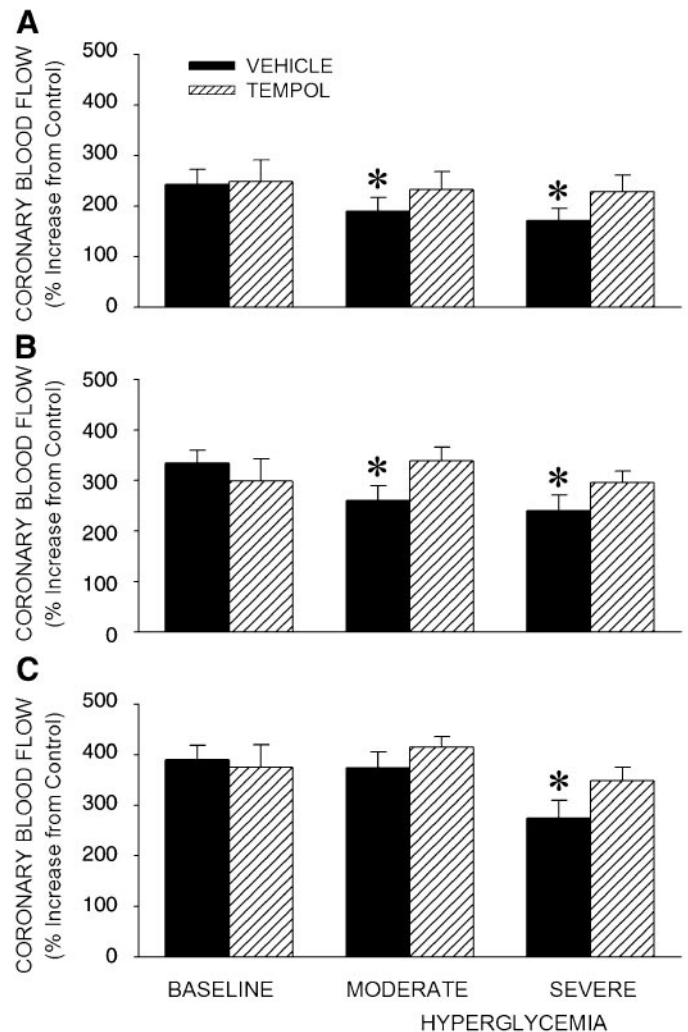 A
CORONARY BLOOD FLOW
(% Increase from Control)
500
400
300
200
100
0
VEHICLE
TEMPOL
*
*
B
CORONARY BLOOD FLOW
(% Increase from Control)
500
400
300
200
100
0
*
*
C
CORONARY BLOOD FLOW
(% Increase from Control)
500
400
300
200
100
0
*
BASELINE MODERATE SEVERE
HYPERGLYCEMIA